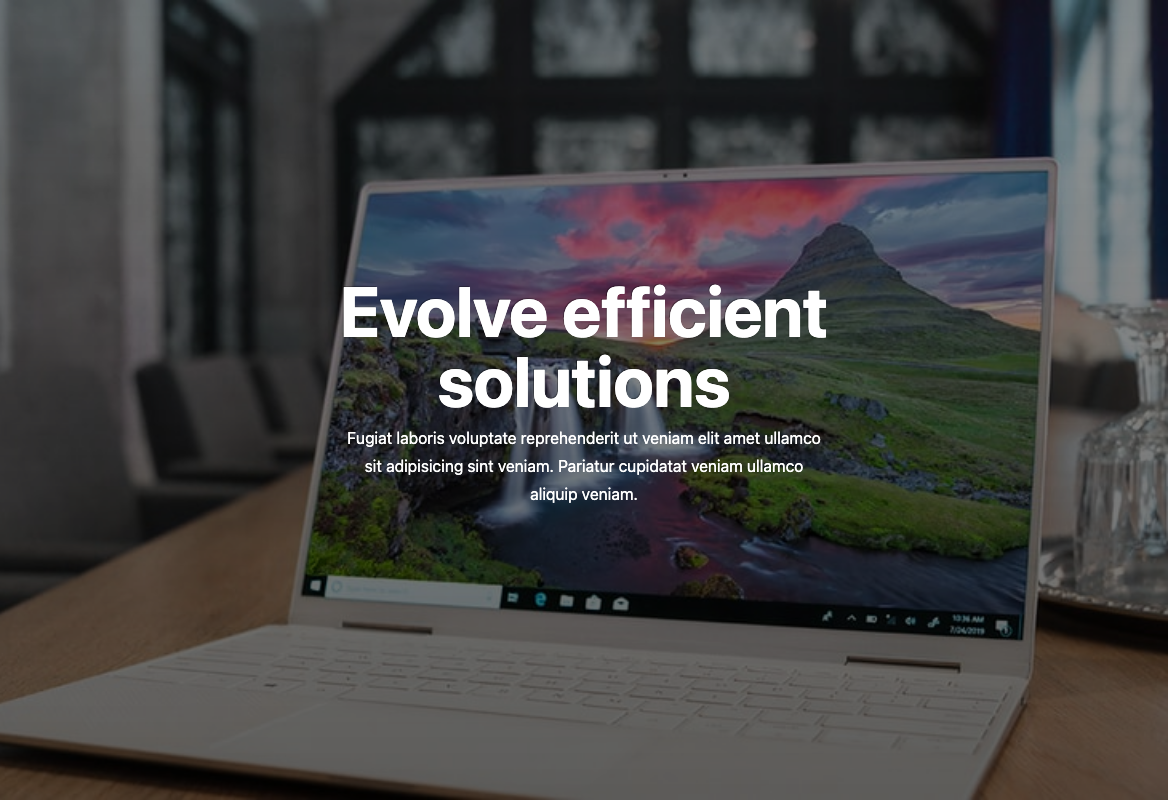 Evolve efficient
solutions
Fugiat laboris voluptate reprehenderit ut veniam elit amet ullamco
sit adipisicing sint veniam. Pariatur cupidatat veniam ullamco
aliquip veniam.
10:36 AM
7/24/2019